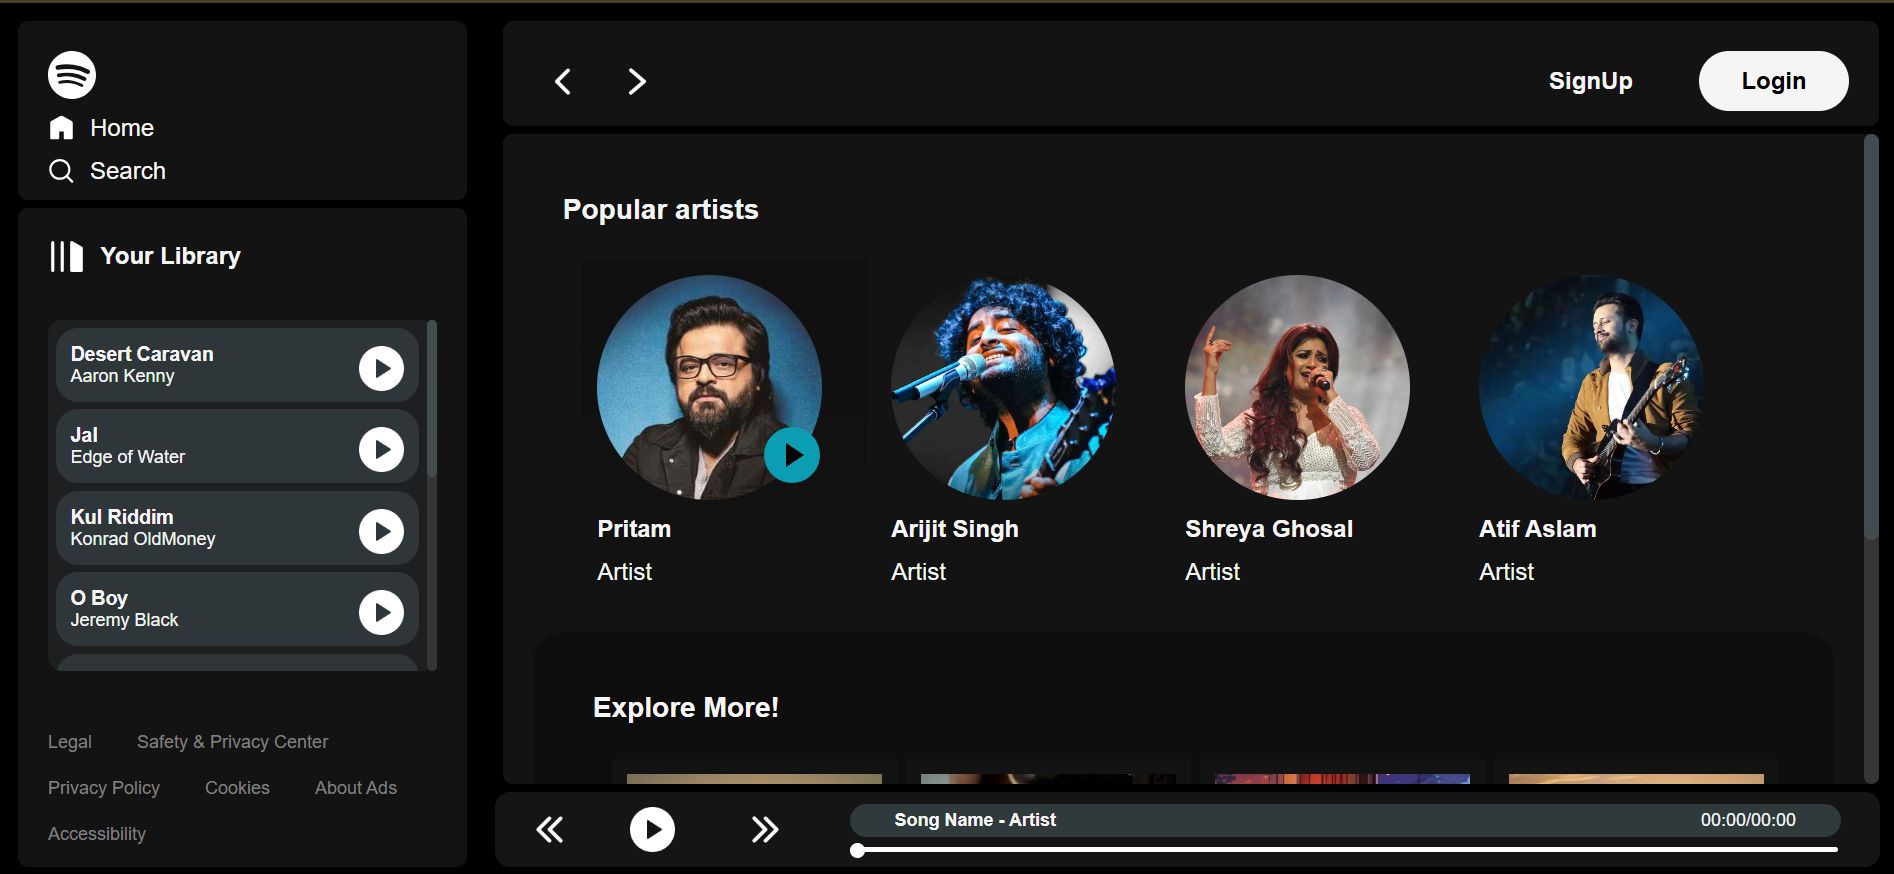 Home
Search
Your Library
Desert Caravan
Aaron Kenny
Jal
Edge of Water
Kul Riddim
Konrad OldMoney
O Boy
Jeremy Black
Legal Safety & Privacy Center
Privacy Policy Cookies About Ads
Accessibility
SignUp Login
Popular artists
Pritam Arijit Singh Shreya Ghosal Atif Aslam
Artist Artist Artist Artist
Explore More!
Song Name - Artist 00:00/00:00